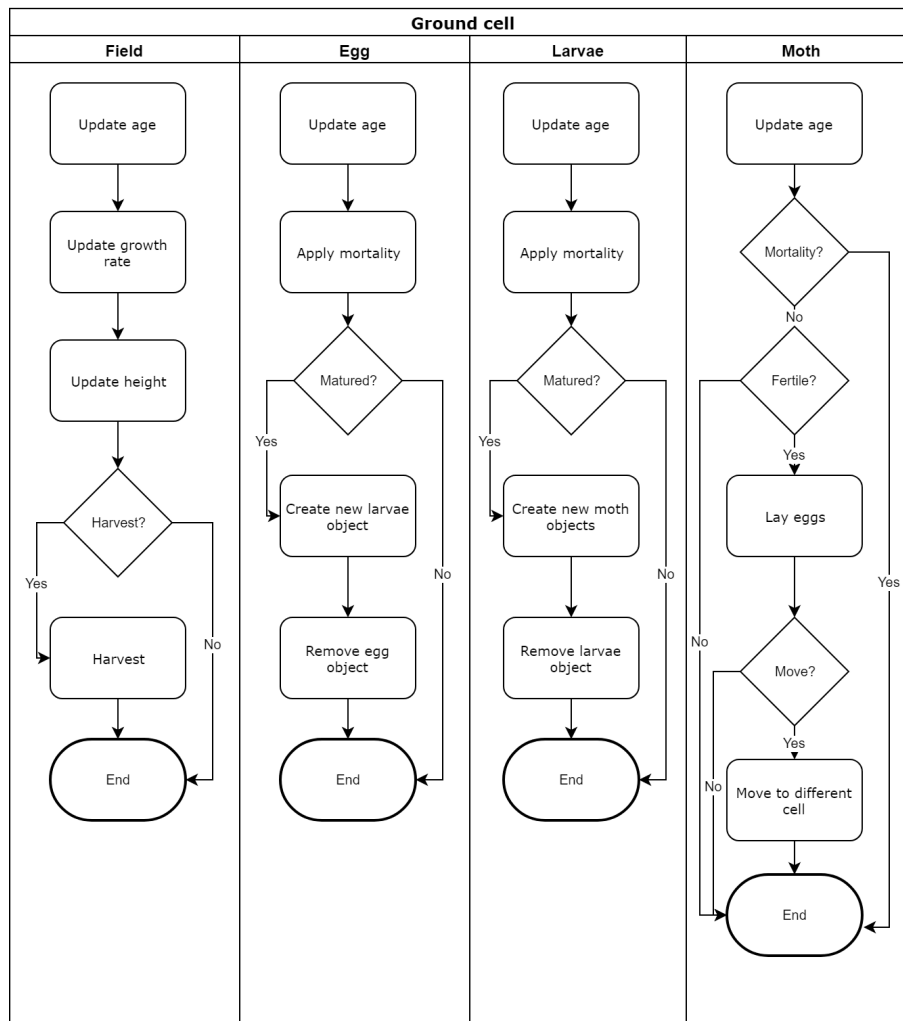 Ground cell
Field
Egg
Larvae
Moth
Update age
Update growth
rate
Update height
Harvest?
Yes
No
Harvest
End
Update age
Apply mortality
Matured?
Yes
No
Create new larvae
object
Remove egg
object
End
Update age
Apply mortality
Matured?
Yes
No
Create new moth
objects
Remove larvae
object
End
Update age
Mortality?
No
Yes
Fertile?
Yes
No
Lay eggs
Move?
Yes
No
Move to different
cell
End